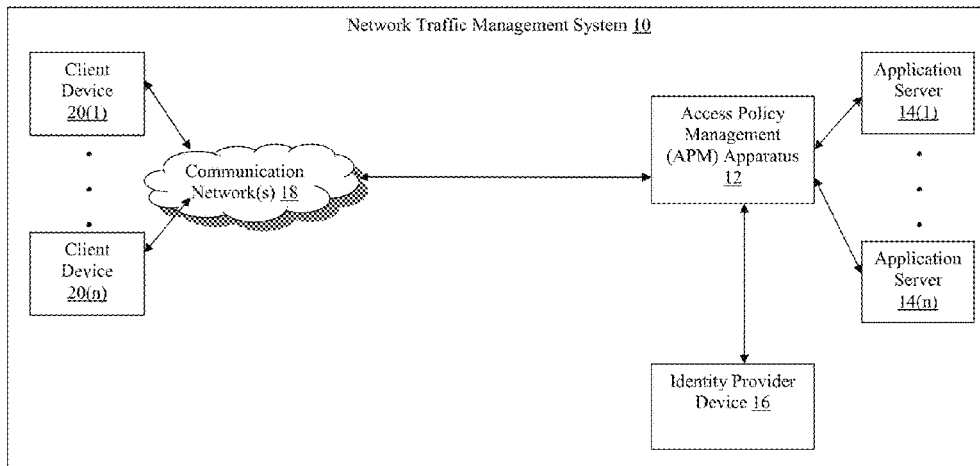 Network Traffic Management System 10
Client
Device
20(1)
Communication
Network(s) 18
Client
Device
20(n)
Access Policy
Management
(APM) Apparatus
12
Identity Provider
Device 16
Application
Server
14(1)
Application
Server
14(n)